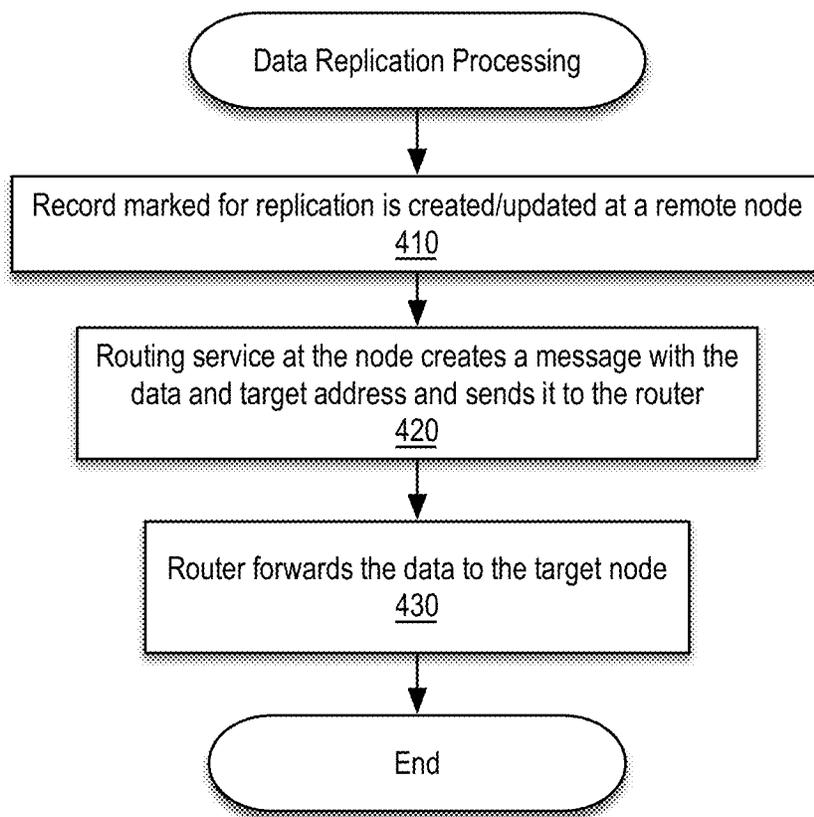 Data Replication Processing
Record marked for replication is created/updated at a remote node
410
Routing service at the node creates a message with the
data and target address and sends it to the router
420
Router forwards the data to the target node
430
End